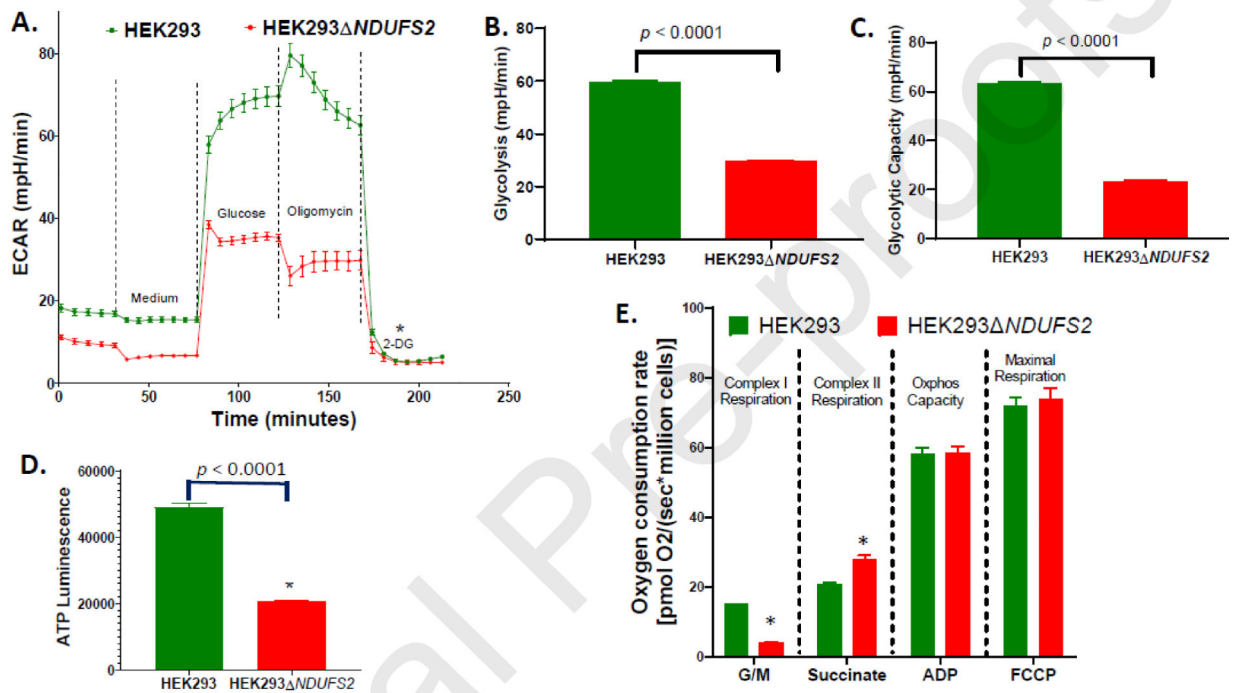 A.
HEK293
HEK293ΔNDUFS2
ECAR (mpH/min)
80
60
40
20
0
Medium
Glucose
Oligomycin
*
2-DG
0
50
100
150
200
250
Time (minutes)
B.
p < 0.0001
Glycolysis (mpH/min)
80
60
40
20
0
HEK293
HEK293ΔNDUFS2
C.
p < 0.0001
Glycolytic Capacity (mpH/min)
80
60
40
20
0
HEK293
HEK293ΔNDUFS2
D.
p < 0.0001
ATP Luminescence
60000
40000
20000
0
*
HEK293
HEK293ΔNDUFS2
E.
HEK293
HEK293ΔNDUFS2
Oxygen consumption rate
[pmol O2/(sec*million cells)]
100
80
60
40
20
0
Complex I
Respiration
Complex II
Respiration
Oxphos
Capacity
Maximal
Respiration
*
*
G/M
Succinate
ADP
FCCP
al Pre-proofs